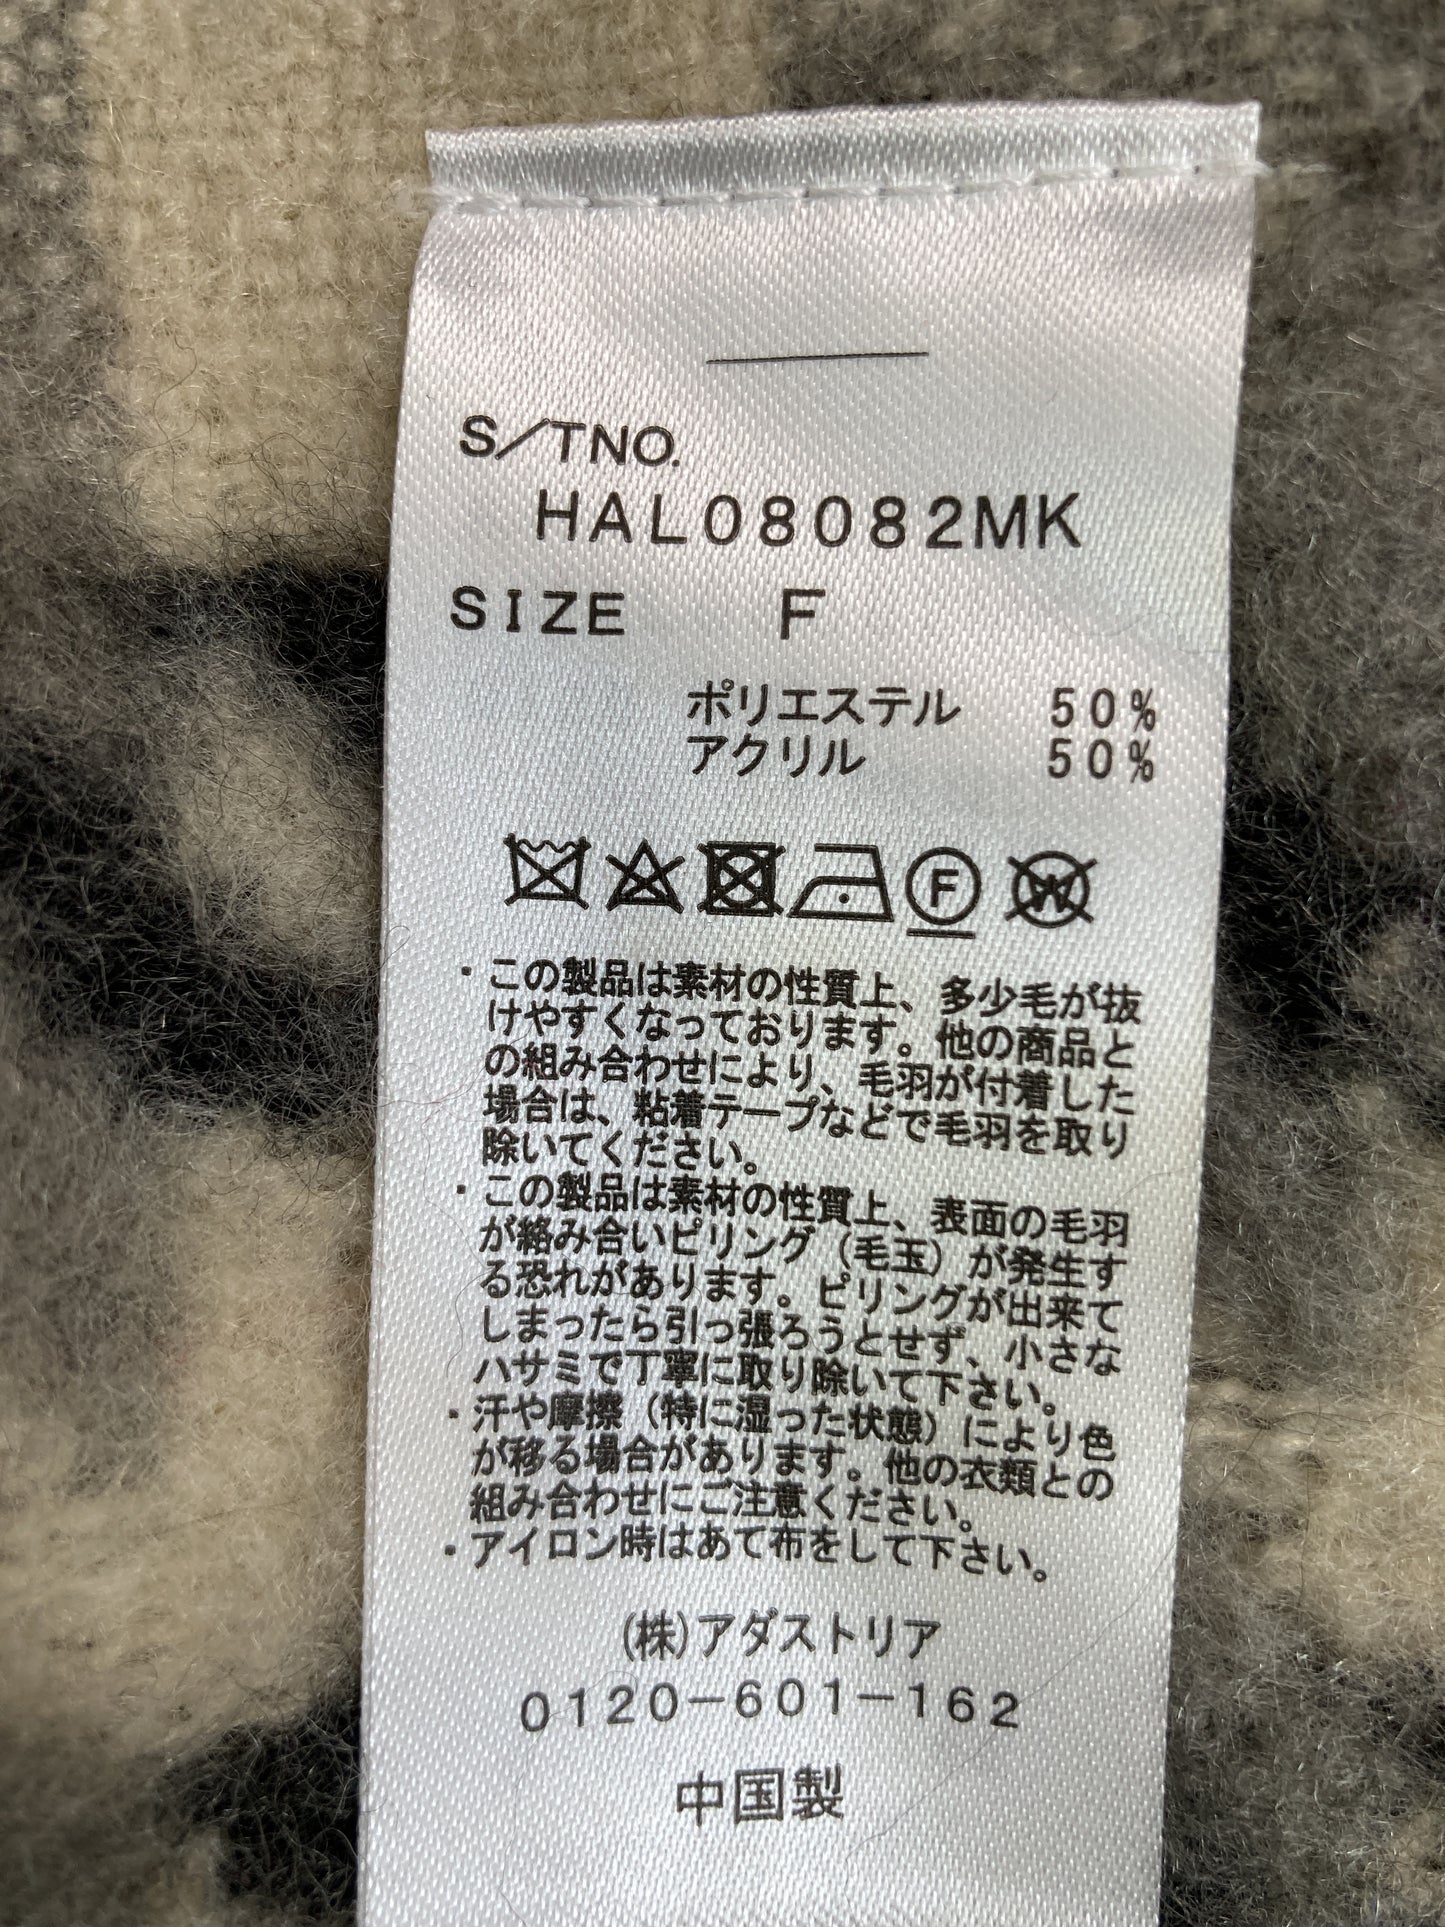 S/TNO.
HAL08082MK
SIZE F
ポリエステル 50%
アクリル 50%
F W
・この製品は素材の性質上、多少毛が抜
けやすくなっております。他の商品と
の組み合わせにより、毛羽が付着した
場合は、粘着テープなどで毛羽を取り
除いてください。
・この製品は素材の性質上、表面の毛羽
が絡み合いピリング（毛玉）が発生す
る恐れがあります。ピリングが出来て
しまったら引っ張ろうとせず、小さな
ハサミで丁寧に取り除いて下さい。
・汗や摩擦（特に湿った状態）により色
が移る場合があります。他の衣類との
組み合わせにご注意ください。
・アイロン時はあて布をして下さい。
(株)アダストリア
0120-601-162
中国製